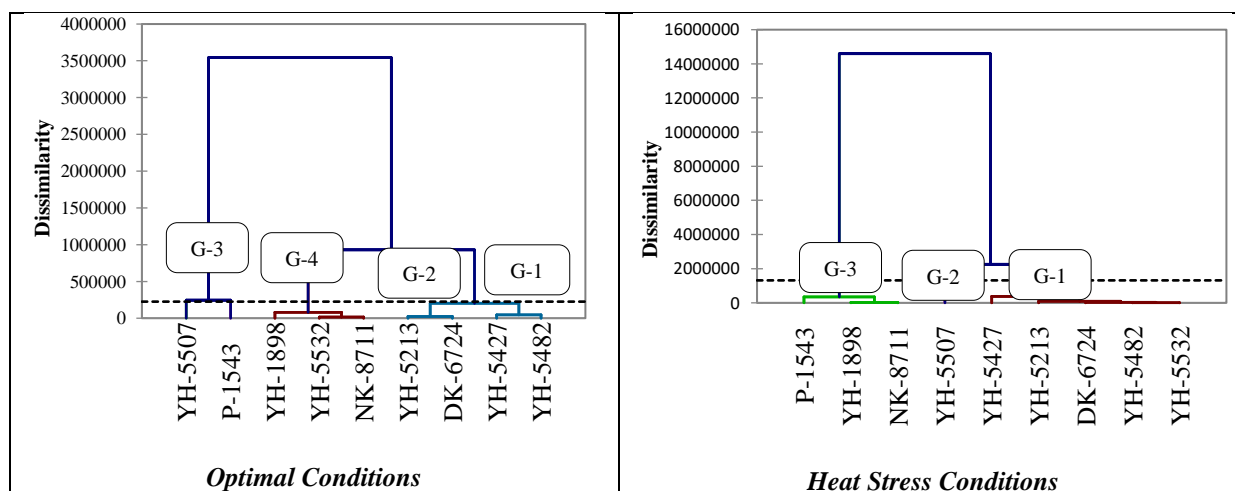 4000000
3500000
3000000
2500000
2000000
1500000
1000000
500000
0
Dissimilarity
G-3
G-4
G-2
G-1
YH-5507
P-1543
YH-1898
YH-5532
NK-8711
YH-5213
DK-6724
YH-5427
YH-5482
Optimal Conditions
16000000
14000000
12000000
10000000
8000000
6000000
4000000
2000000
0
Dissimilarity
G-3
G-2
G-1
P-1543
YH-1898
NK-8711
YH-5507
YH-5427
YH-5213
DK-6724
YH-5482
YH-5532
Heat Stress Conditions